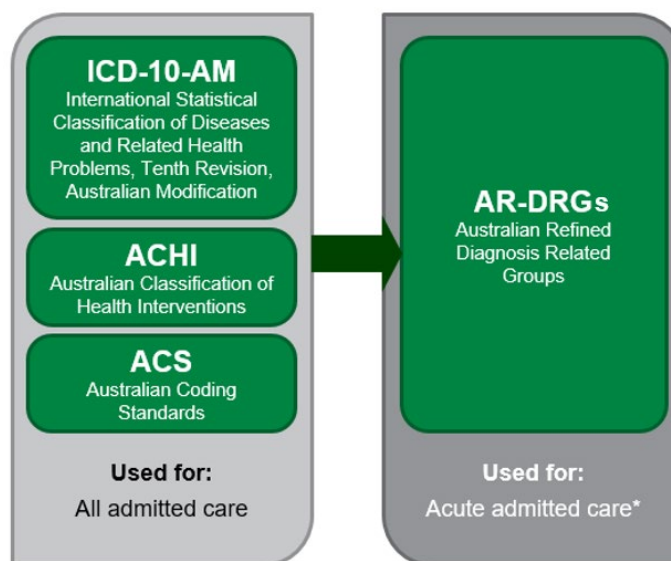 ICD-10-AM
International Statistical
Classification of Diseases
and Related Health
Problems, Tenth Revision,
Australian Modification
ACHI
Australian Classification of
Health Interventions
ACS
Australian Coding
Standards
Used for:
All admitted care
AR-DRGs
Australian Refined
Diagnosis Related
Groups
Used for:
Acute admitted care*